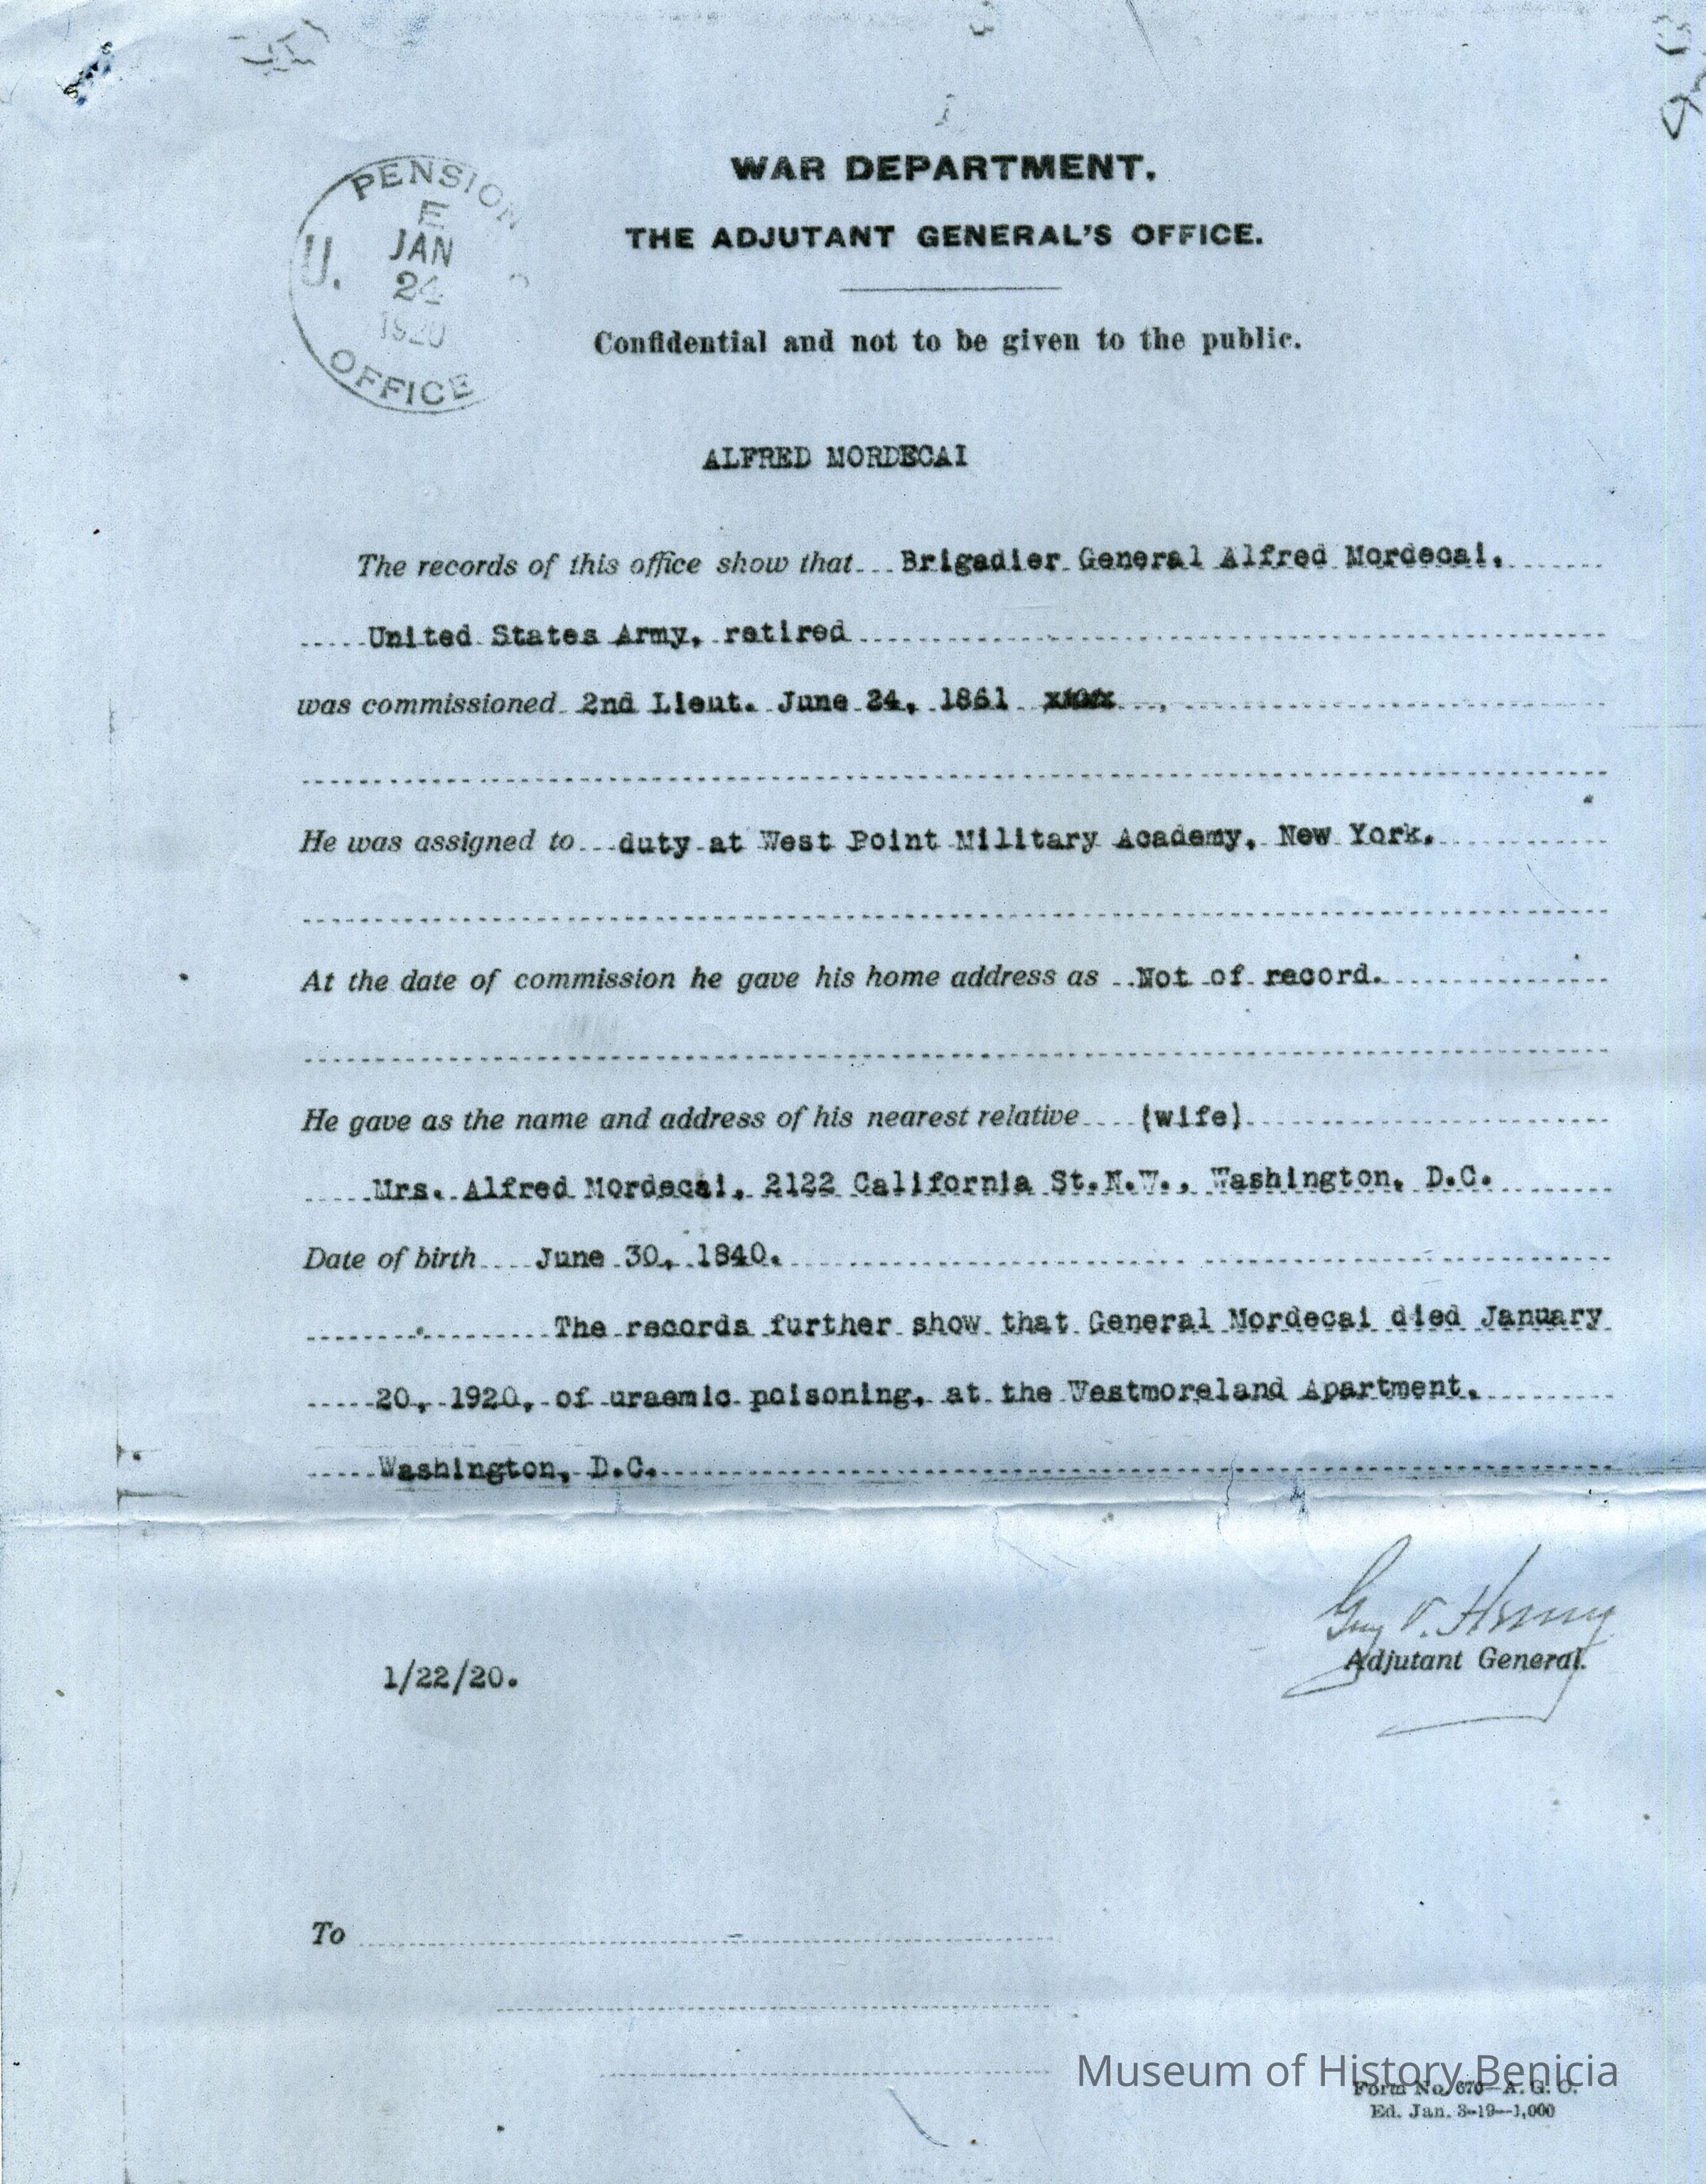 WAR DEPARTMENT.
THE ADJUTANT GENERAL'S OFFICE.
PENSION
E
JAN
U.
24
1920
OFFICE
Confidential and not to be given to the public.
ALFRED MORDECAI
The records of this office show that Brigadier General Alfred Mordecai,
United States Army, retired
was commissioned 2nd Lieut. June 24, 1861
He was assigned to duty at West Point Military Academy, New York.
At the date of commission he gave his home address as Not of record.
He gave as the name and address of his nearest relative (wife)
Mrs. Alfred Mordecai, 2122 California St.N.W., Washington, D.C.
Date of birth June 30, 1840.
The records further show that General Mordecai died January
20, 1920, of uraemic poisoning, at the Westmoreland Apartment,
Washington, D.C.
Guy V. Henry
Adjutant General.
1/22/20.
To
Museum of History Benicia
Form No. 670—A. G. O.
Ed. Jan. 3-19—1,000